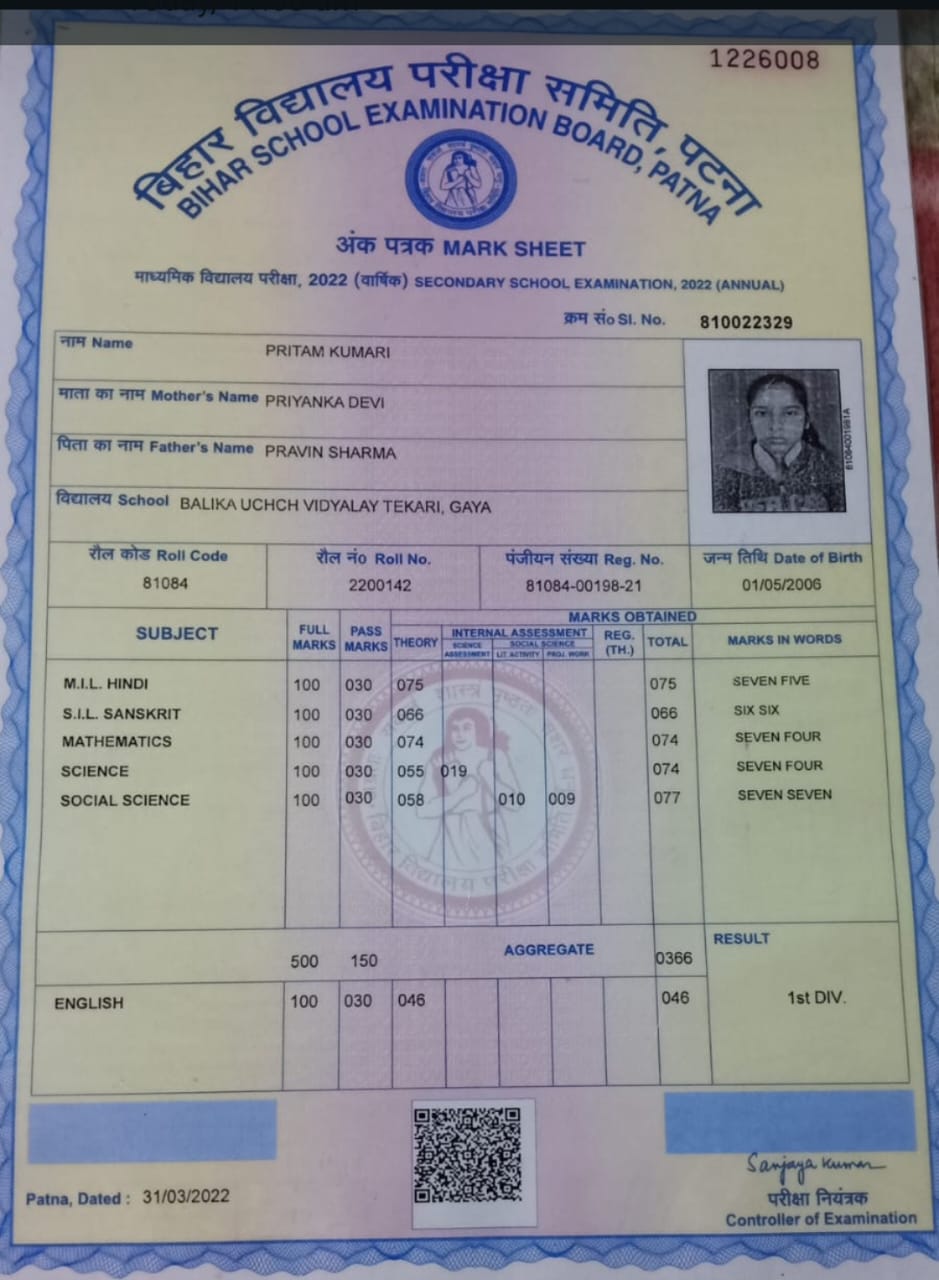 1226008
बिहार विद्यालय परीक्षा समिति, पटना
BIHAR SCHOOL EXAMINATION BOARD, PATNA
अंक पत्रक MARK SHEET
माध्यमिक विद्यालय परीक्षा, 2022 (वार्षिक) SECONDARY SCHOOL EXAMINATION, 2022 (ANNUAL)
क्रम सं० Sl. No. 810022329
नाम Name PRITAM KUMARI
माता का नाम Mother's Name PRIYANKA DEVI
पिता का नाम Father's Name PRAVIN SHARMA
विद्यालय School BALIKA UCHCH VIDYALAY TEKARI, GAYA
रौल कोड Roll Code रौल नं० Roll No. पंजीयन संख्या Reg. No. जन्म तिथि Date of Birth
81084 2200142 81084-00198-21 01/05/2006
MARKS OBTAINED
SUBJECT FULL MARKS PASS MARKS THEORY INTERNAL ASSESSMENT REG. (TH.) TOTAL MARKS IN WORDS
SCIENCE ASSESSMENT SOCIAL SCIENCE LIT ACTIVITY PROJ. WORK
M.I.L. HINDI 100 030 075 075 SEVEN FIVE
S.I.L. SANSKRIT 100 030 066 066 SIX SIX
MATHEMATICS 100 030 074 074 SEVEN FOUR
SCIENCE 100 030 055 019 074 SEVEN FOUR
SOCIAL SCIENCE 100 030 058 010 009 077 SEVEN SEVEN
बिहार विद्यालय परीक्षा समिति
500 150 AGGREGATE 0366 RESULT
ENGLISH 100 030 046 046 1st DIV.
Sanjaya Kumar
Patna, Dated : 31/03/2022
परीक्षा नियंत्रक
Controller of Examination